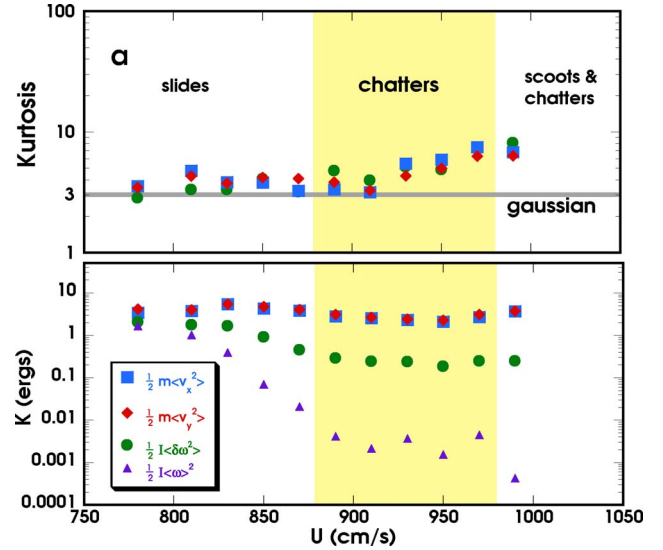 100
a
slides
chatters
scoots &
chatters
Kurtosis
10
3
gaussian
1
10
1
0.1
0.01
0.001
0.0001
K (ergs)
½ m<vₓ²>
½ m<v_y²>
½ I<δω²>
½ I<ω>²
750 800 850 900 950 1000 1050
U (cm/s)